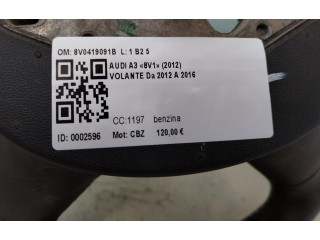 OM: 8V0419091B L: 1 B2 5
AUDI A3 «8V1» (2012)
VOLANTE Da 2012 A 2016
CC:1197 benzina
ID: 0002596 Mot: CBZ 120,00 €